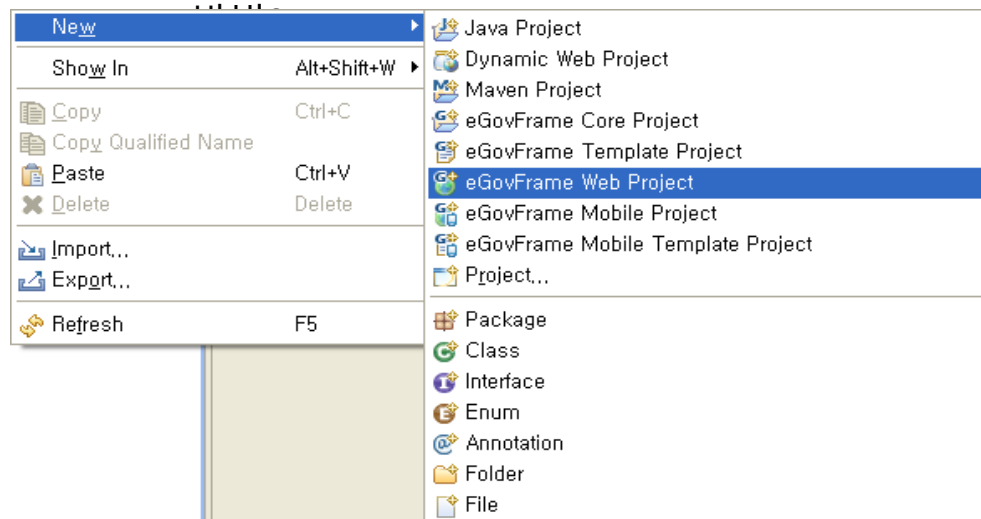 New
Show In Alt+Shift+W
Copy Ctrl+C
Copy Qualified Name
Paste Ctrl+V
Delete Delete
Import...
Export...
Refresh F5
Java Project
Dynamic Web Project
Maven Project
eGovFrame Core Project
eGovFrame Template Project
eGovFrame Web Project
eGovFrame Mobile Project
eGovFrame Mobile Template Project
Project...
Package
Class
Interface
Enum
Annotation
Folder
File